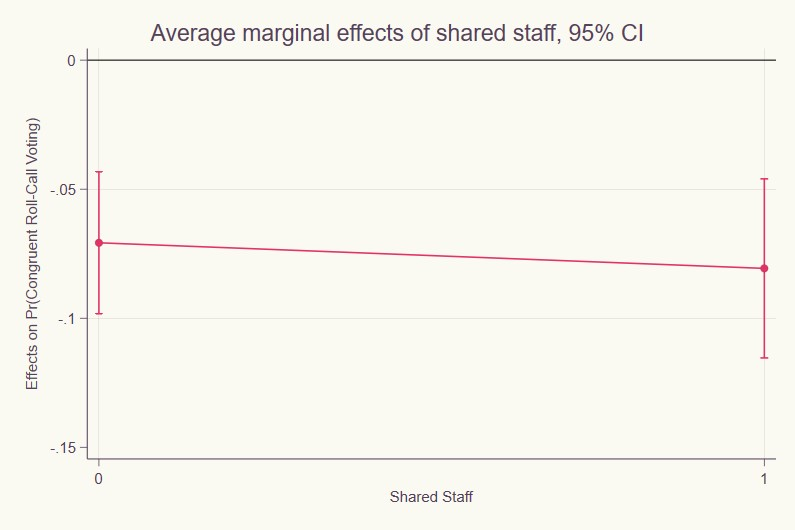 Average marginal effects of shared staff, 95% CI
Effects on Pr(Congruent Roll-Call Voting)
0
-.05
-.1
-.15
0
1
Shared Staff